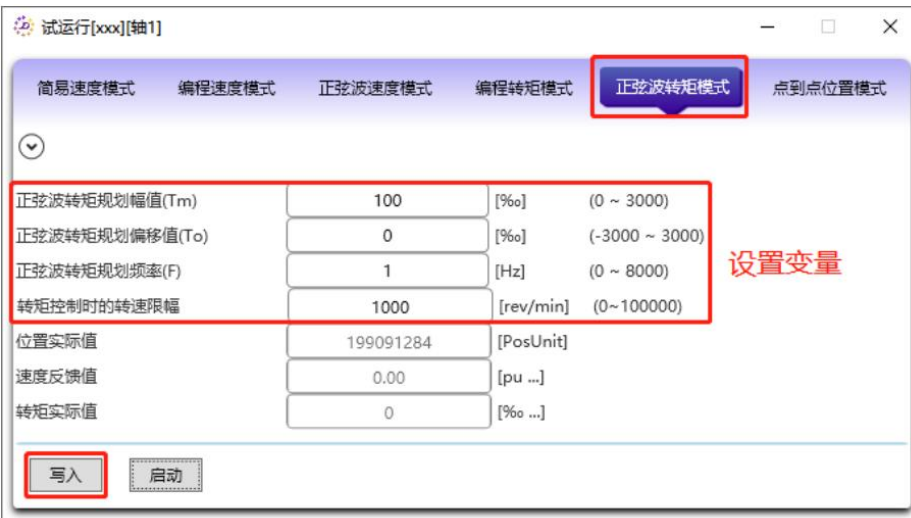 试运行[xxx][轴1]
简易速度模式 编程速度模式 正弦波速度模式 编程转矩模式 正弦波转矩模式 点到点位置模式
正弦波转矩规划幅值(Tm) 100 [‰] (0 ~ 3000)
正弦波转矩规划偏移值(To) 0 [‰] (-3000 ~ 3000)
正弦波转矩规划频率(F) 1 [Hz] (0 ~ 8000)
设置变量
转矩控制时的转速限幅 1000 [rev/min] (0~100000)
位置实际值 199091284 [PosUnit]
速度反馈值 0.00 [pu ...]
转矩实际值 0 [‰ ...]
写入 启动